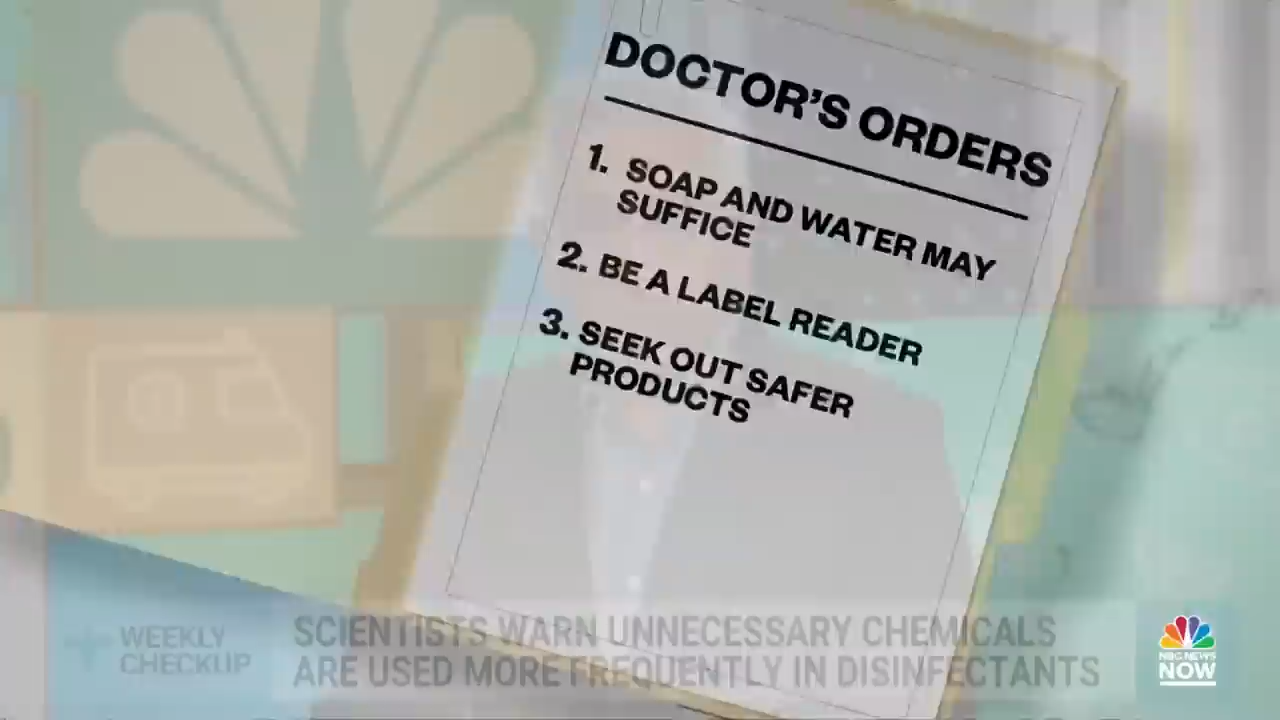 DOCTOR'S ORDERS
1. SOAP AND WATER MAY
SUFFICE
2. BE A LABEL READER
3. SEEK OUT SAFER
PRODUCTS
WEEKLY
CHECKUP
SCIENTISTS WARN UNNECESSARY CHEMICALS
ARE USED MORE FREQUENTLY IN DISINFECTANTS
NBC NEWS
NOW